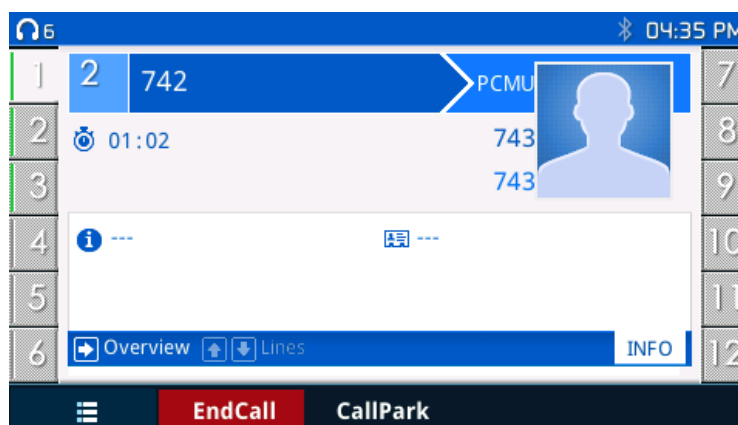 6 04:35 PM
1 2 742 PCMU 7
2 01:02 743 8
3 743 9
4 --- --- 10
5 11
6 Overview Lines INFO 12
EndCall CallPark